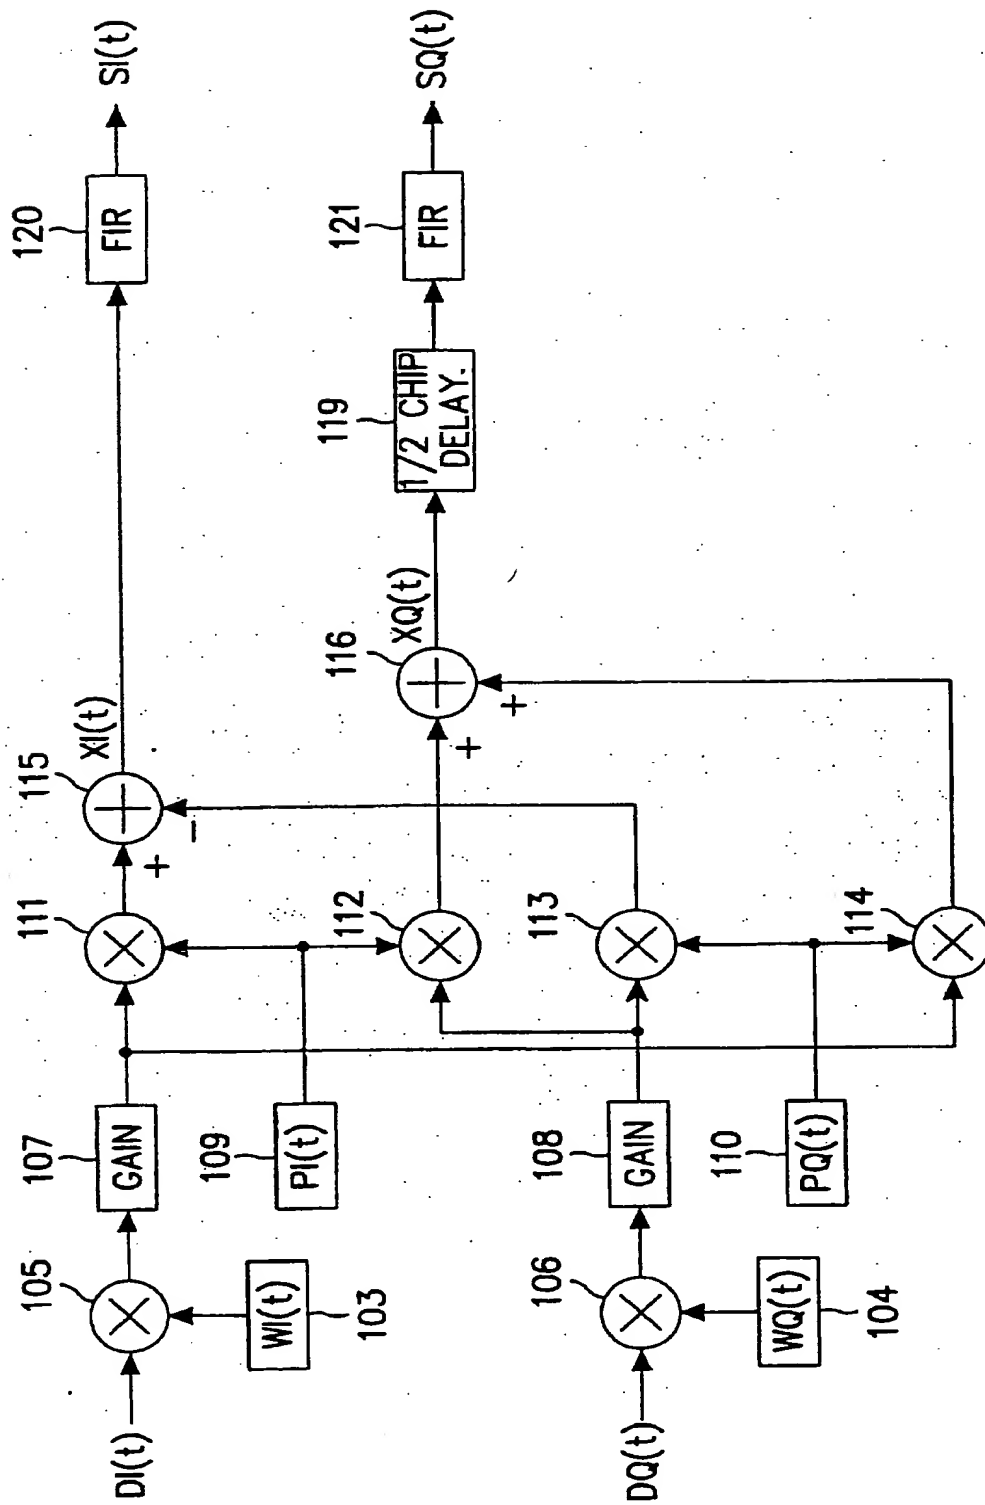 DI(t)
105
WI(t)
103
107
GAIN
109
PI(t)
111
115
+
-
XI(t)
120
FIR
SI(t)
DQ(t)
106
WQ(t)
104
108
GAIN
110
PQ(t)
112
113
114
116
+
+
XQ(t)
119
1/2 CHIP
DELAY.
121
FIR
SQ(t)